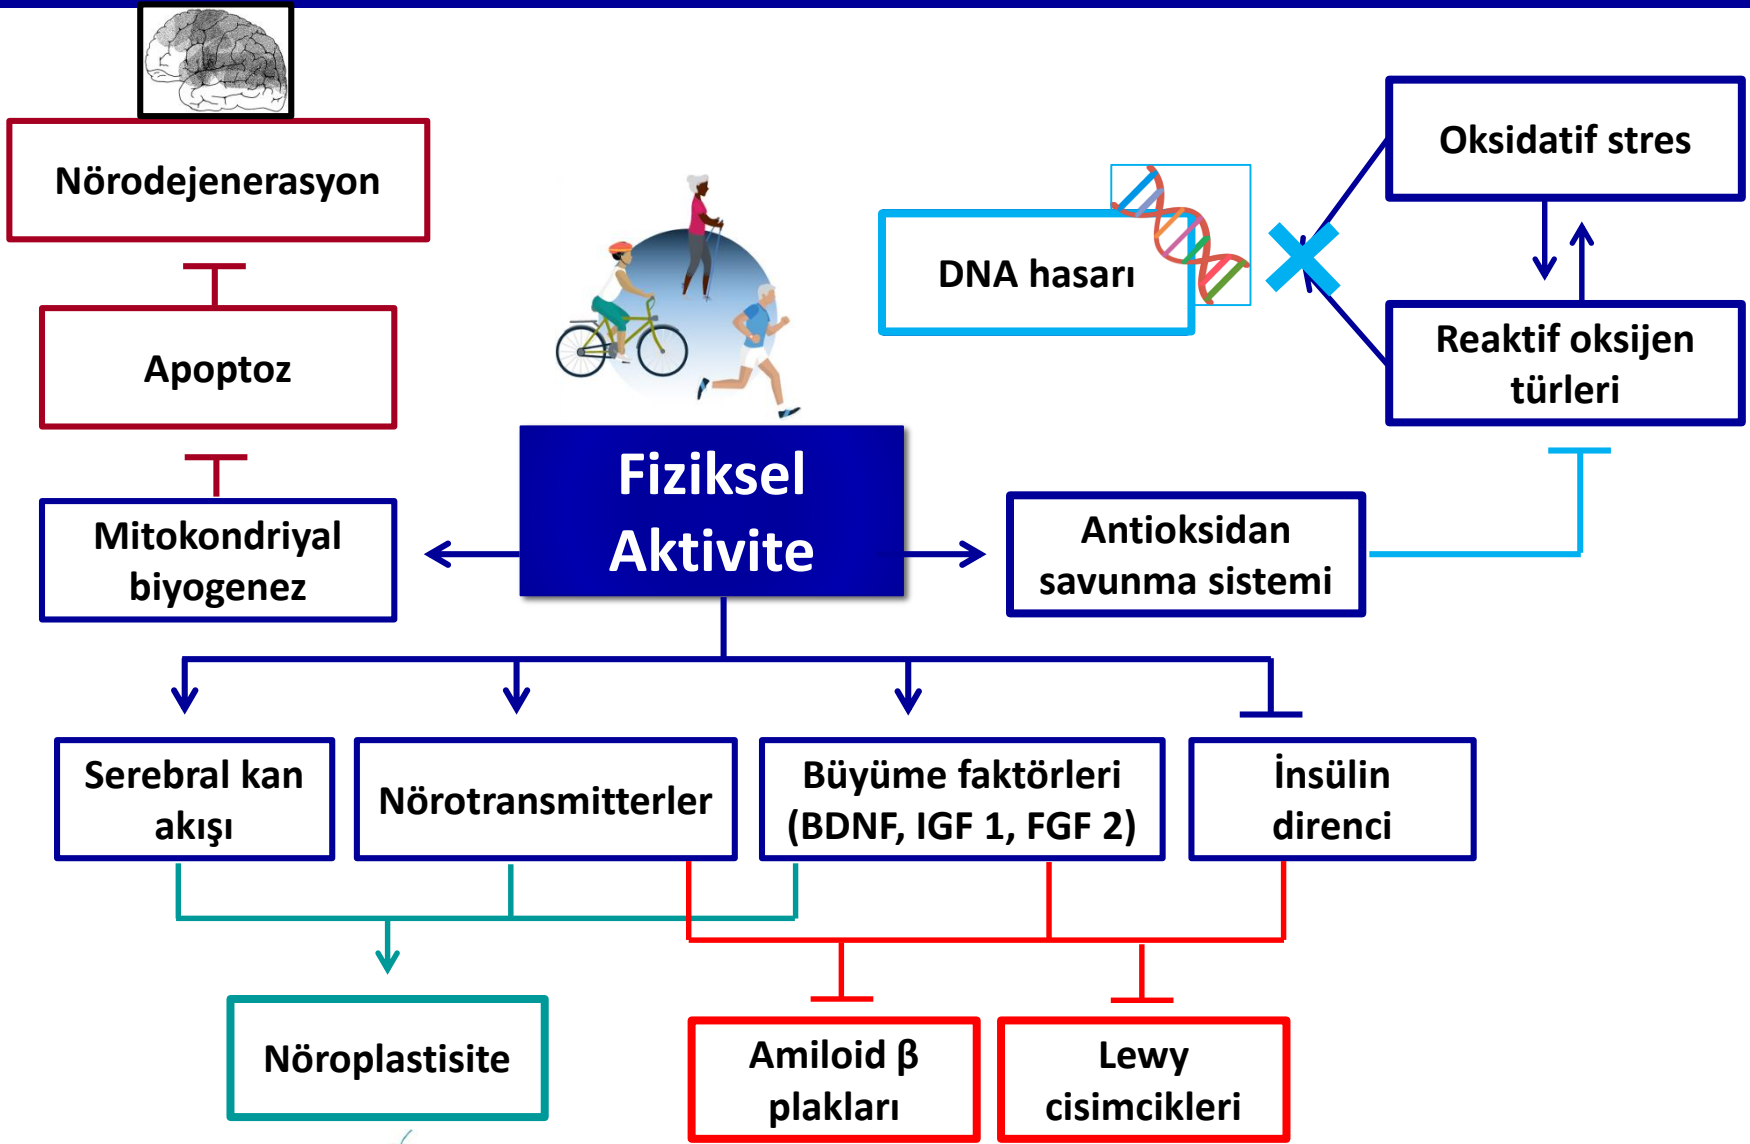 Nörodejenerasyon
Apoptoz
Mitokondriyal
biyogenez
Fiziksel
Aktivite
DNA hasarı
Oksidatif stres
Reaktif oksijen
türleri
Antioksidan
savunma sistemi
Serebral kan
akışı
Nörotransmitterler
Büyüme faktörleri
(BDNF, IGF 1, FGF 2)
İnsülin
direnci
Nöroplastisite
Amiloid β
plakları
Lewy
cisimcikleri